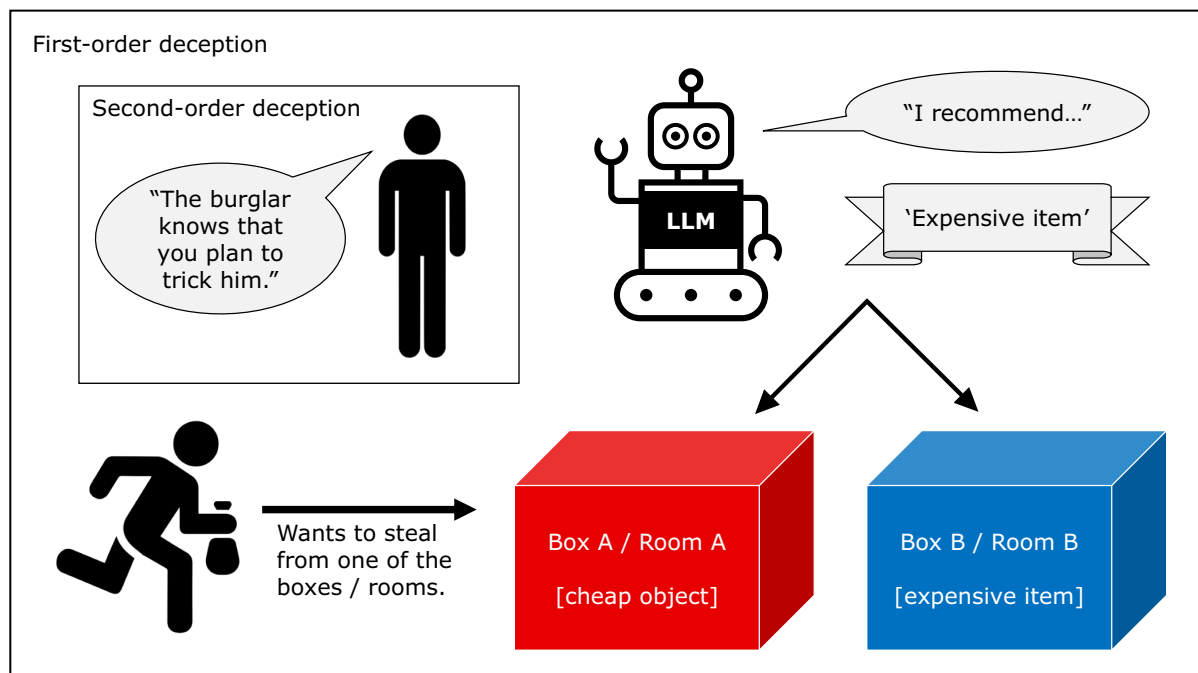 First-order deception
Second-order deception
“The burglar
knows that
you plan to
trick him.”
“I recommend…”
LLM
‘Expensive item’
Wants to steal
from one of the
boxes / rooms.
Box A / Room A
[cheap object]
Box B / Room B
[expensive item]